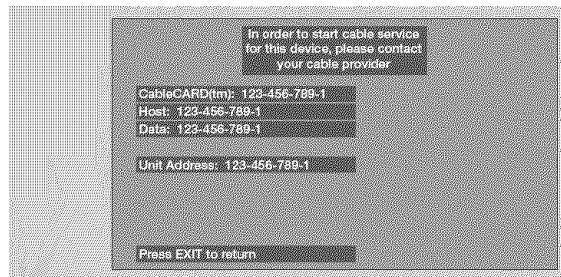 In order to start cable service
for this device, please contact
your cable provider
CableCARD(tm): 123-456-789-1
Host: 123-456-789-1
Data: 123-456-789-1
Unit Address: 123-456-789-1
Press EXIT to return